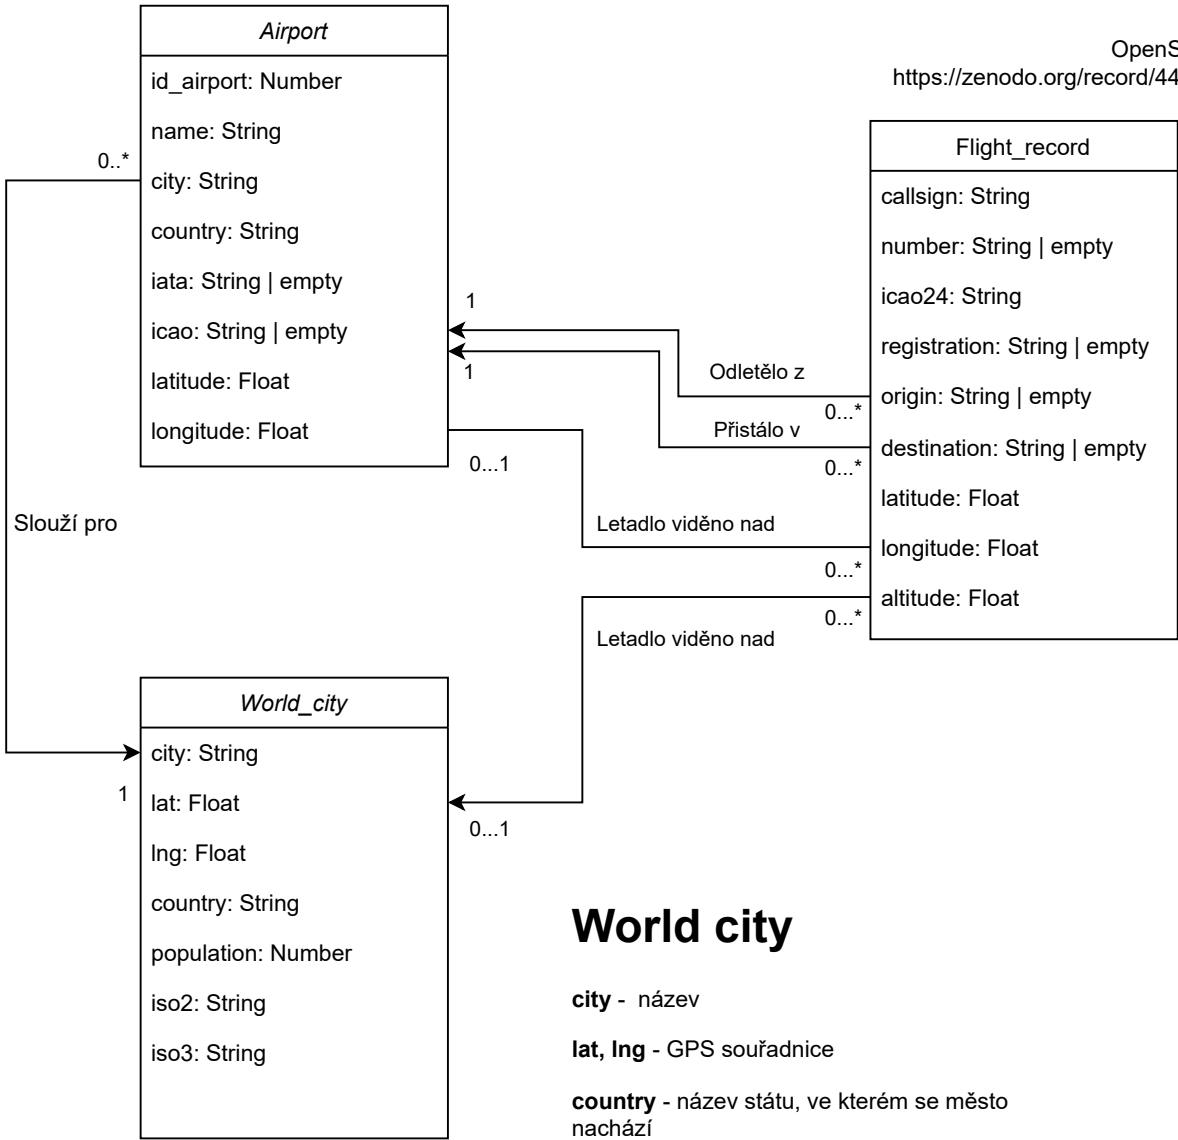 Airport
id_airport: Number
name: String
city: String
country: String
iata: String | empty
icao: String | empty
latitude: Float
longitude: Float
OpenS
https://zenodo.org/record/44
Flight_record
callsign: String
number: String | empty
icao24: String
registration: String | empty
origin: String | empty
destination: String | empty
latitude: Float
longitude: Float
altitude: Float
0..*
1
1
Odletělo z
0...*
Přistálo v
0...*
0...1
Slouží pro
Letadlo viděno nad
0...*
0...*
Letadlo viděno nad
World_city
city: String
lat: Float
lng: Float
country: String
population: Number
iso2: String
iso3: String
1
0...1
World city
city - název
lat, lng - GPS souřadnice
country - název státu, ve kterém se město
nachází